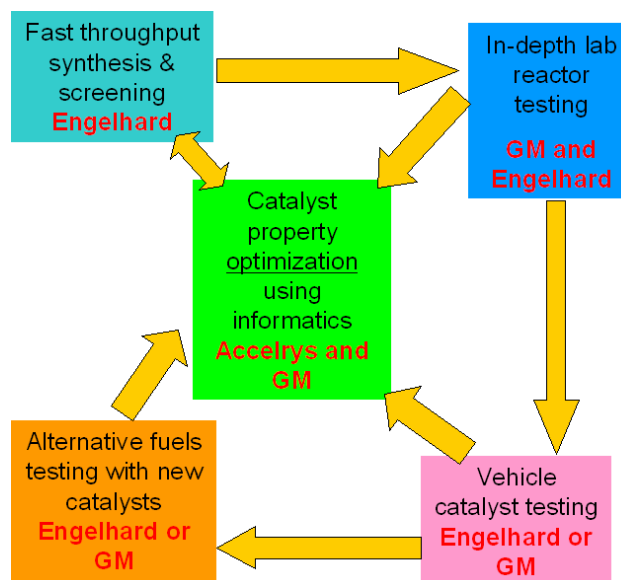 Fast throughput
synthesis &
screening
Engelhard
In-depth lab
reactor
testing
GM and
Engelhard
Catalyst
property
optimization
using
informatics
Accelrys and
GM
Alternative fuels
testing with new
catalysts
Engelhard or
GM
Vehicle
catalyst testing
Engelhard or
GM